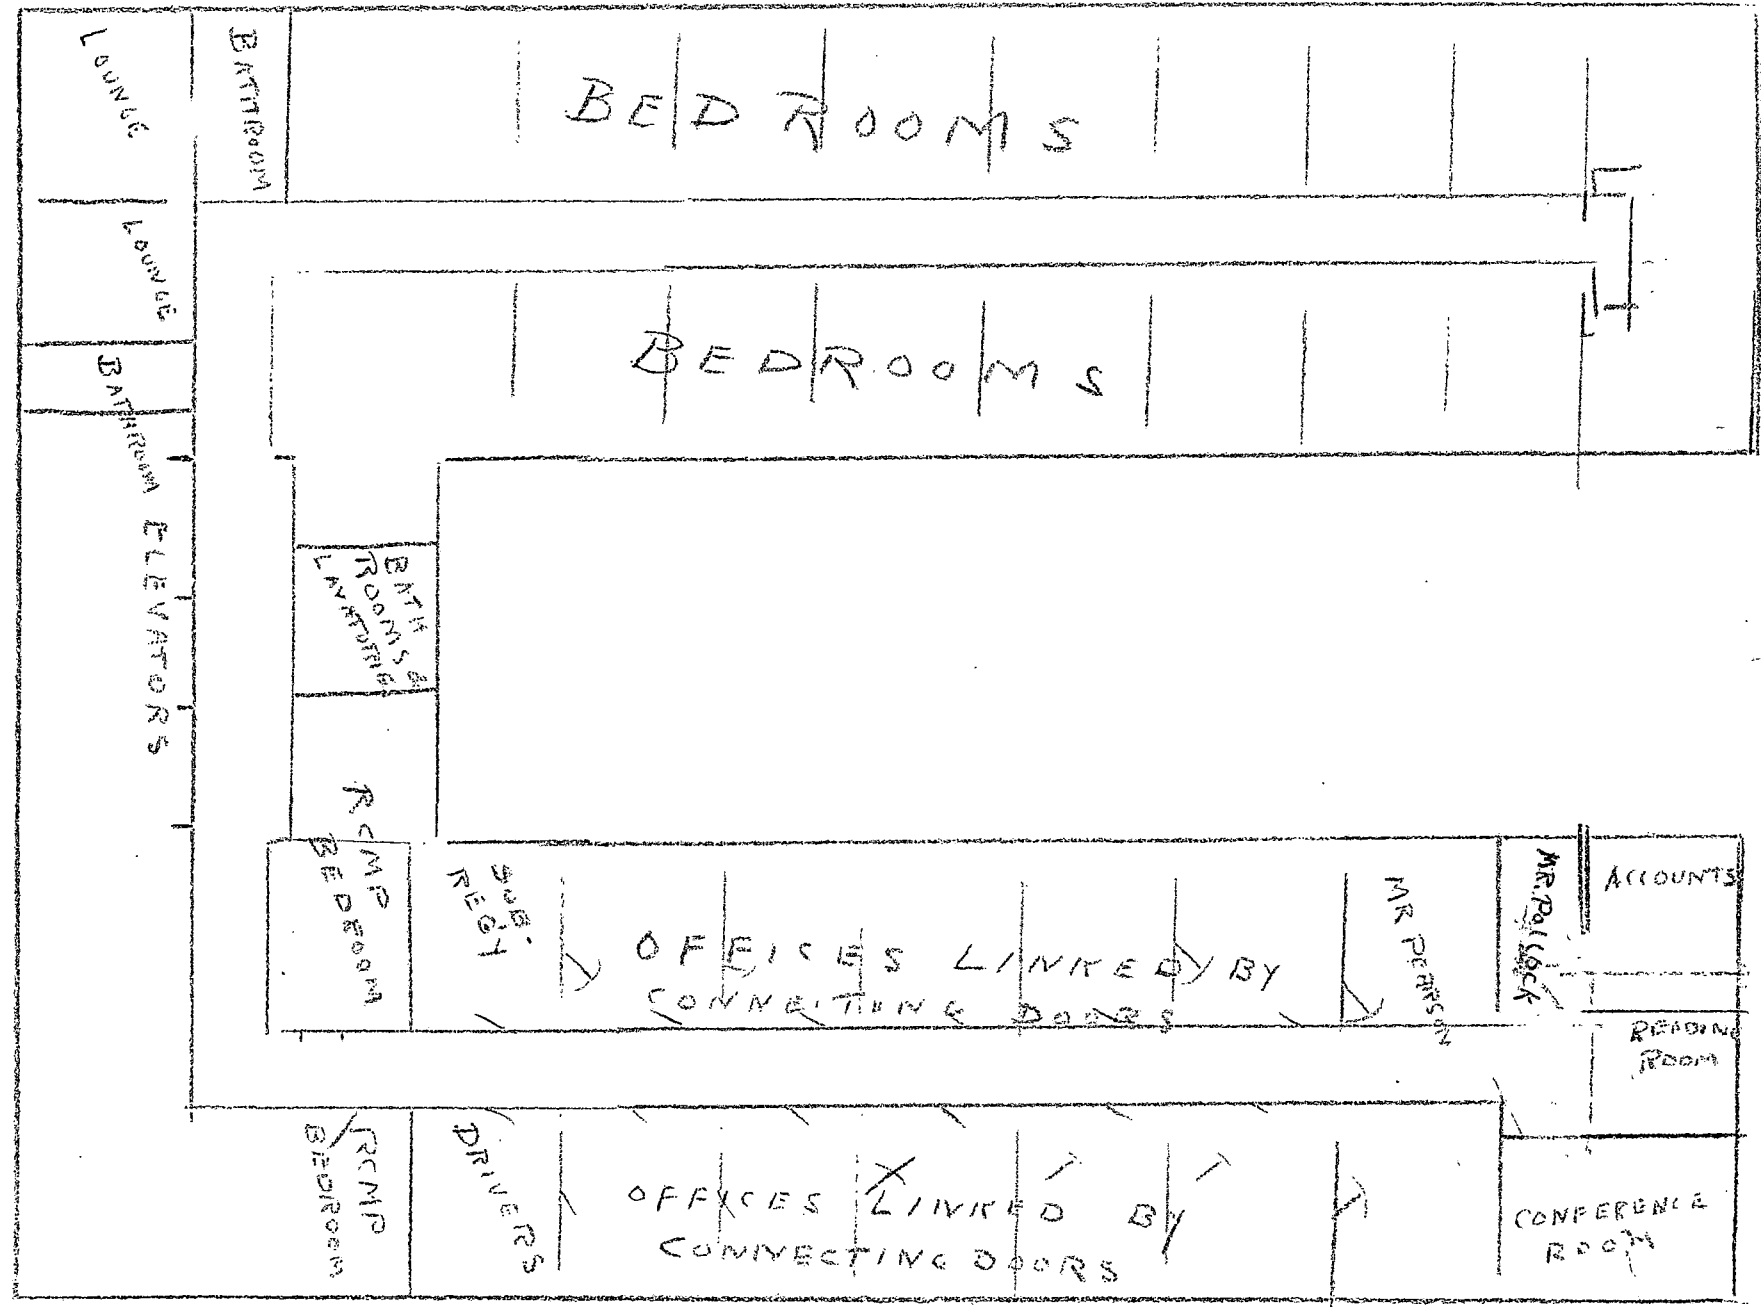 LOUNGE
BATHROOM
BEDROOMS
LOUNGE
BEDROOMS
BATHROOM
ELEVATORS
BATH
ROOMS &
LAVATORIE
RCMP
BEDROOM
SUB-
REGY
OFFICES LINKED BY
CONNECTING DOORS
MR PEARSON
MR. POLLOCK
ACCOUNTS
READING
ROOM
RCMP
BEDROOM
DRIVERS
OFFICES LINKED BY
CONNECTING DOORS
CONFERENCE
ROOM